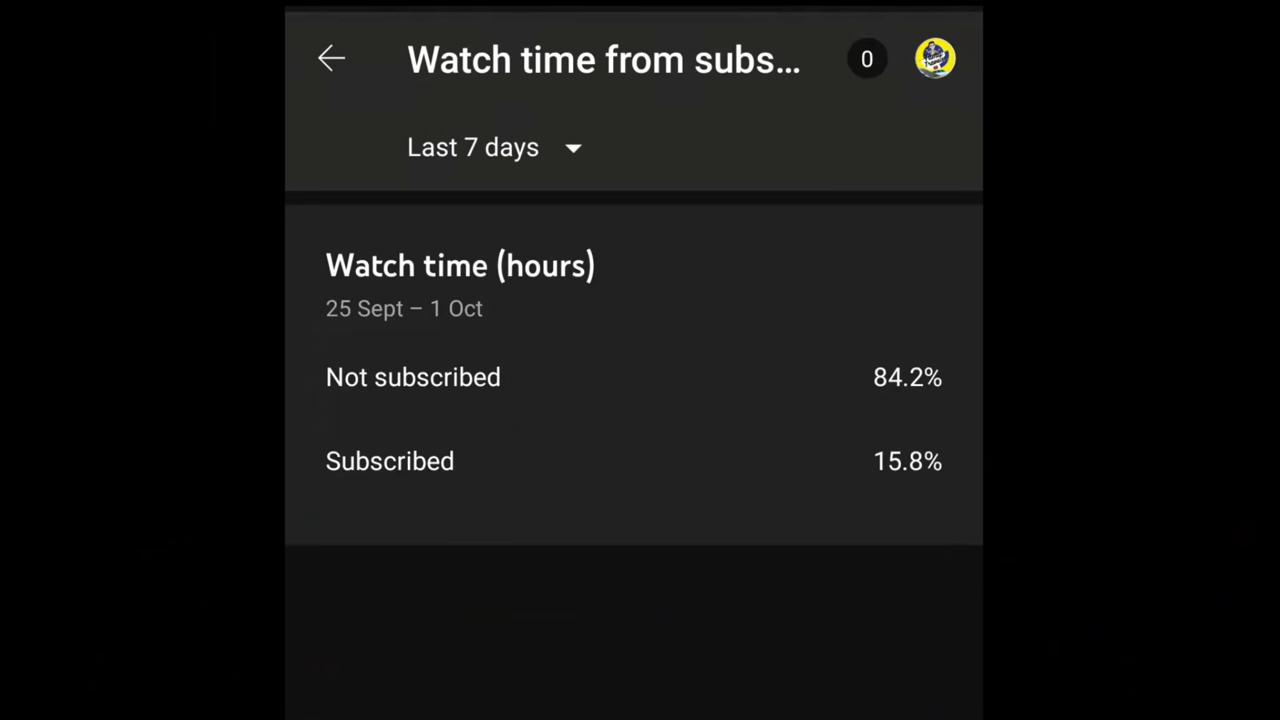 Watch time from subs...
0
Last 7 days
Watch time (hours)
25 Sept – 1 Oct
Not subscribed
84.2%
Subscribed
15.8%